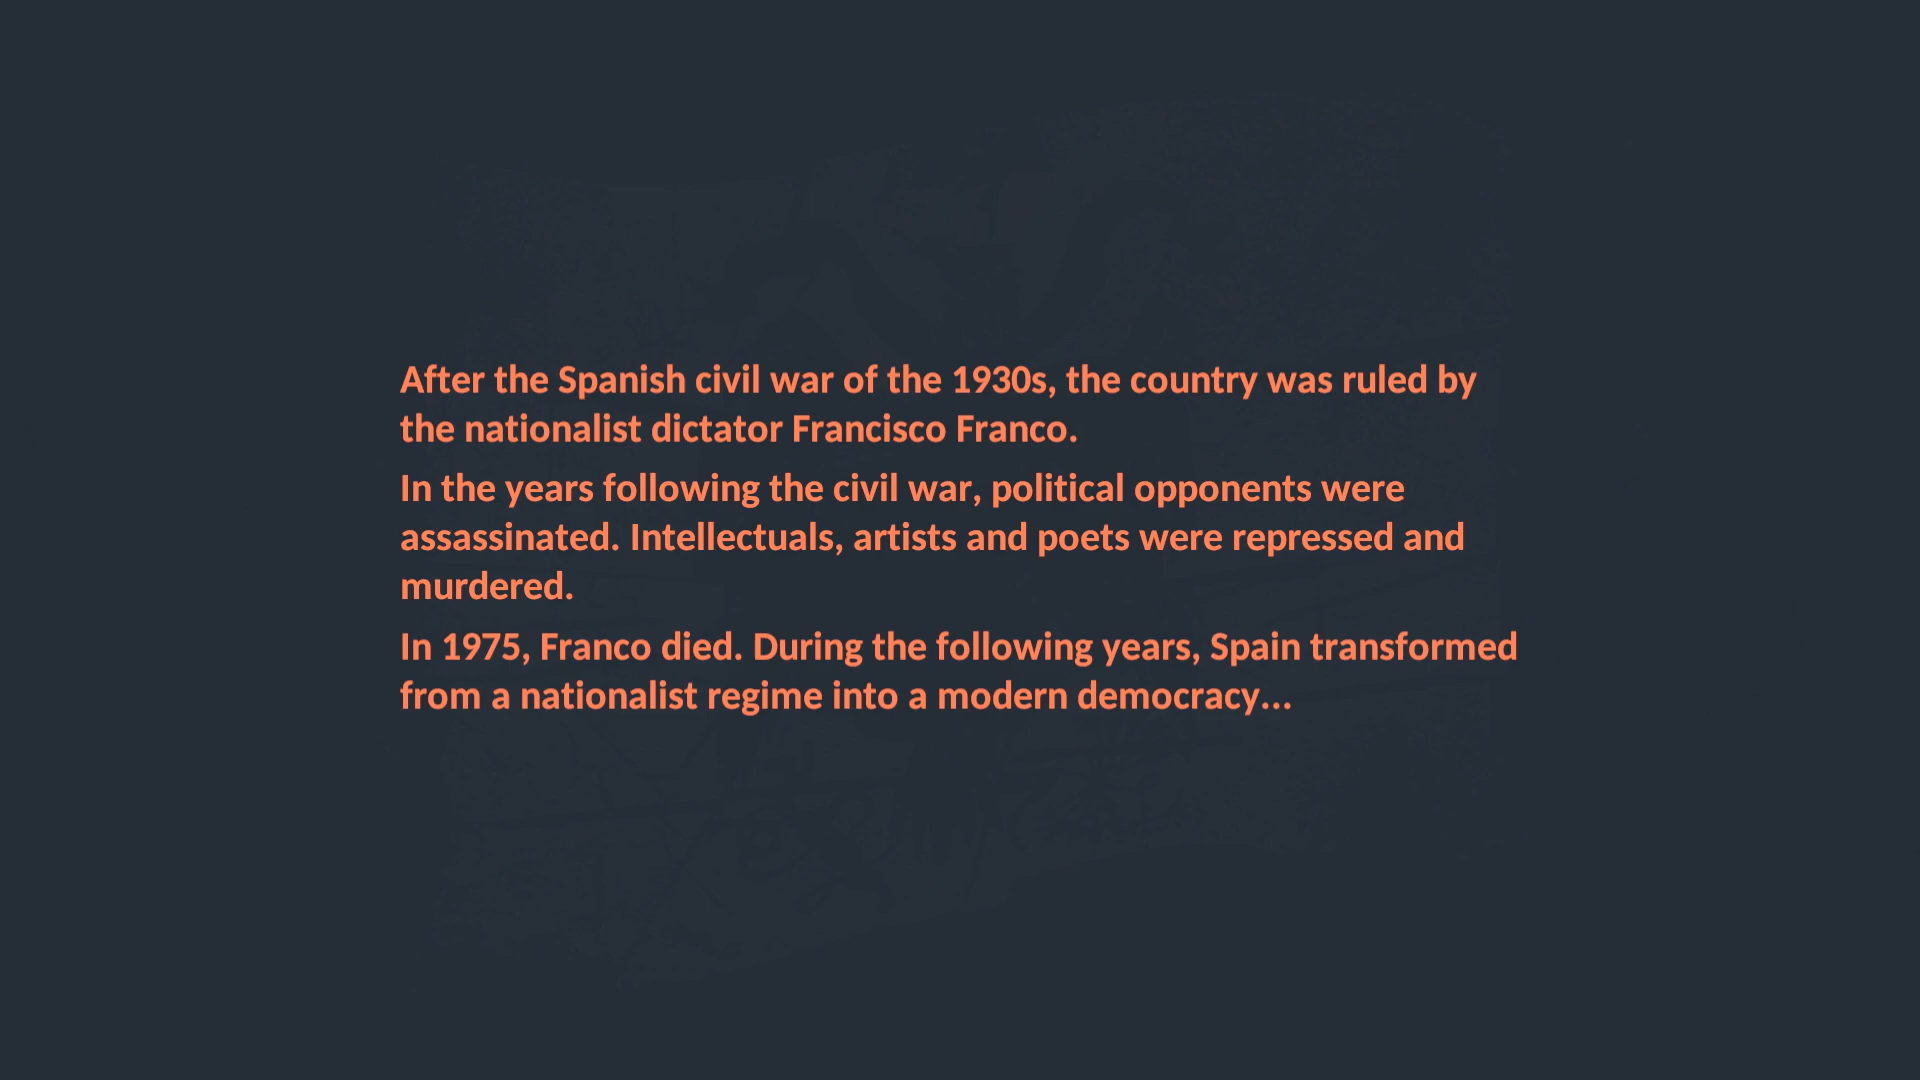 After the Spanish civil war of the 1930s, the country was ruled by
the nationalist dictator Francisco Franco.
In the years following the civil war, political opponents were
assassinated. Intellectuals, artists and poets were repressed and
murdered.
In 1975, Franco died. During the following years, Spain transformed
from a nationalist regime into a modern democracy...